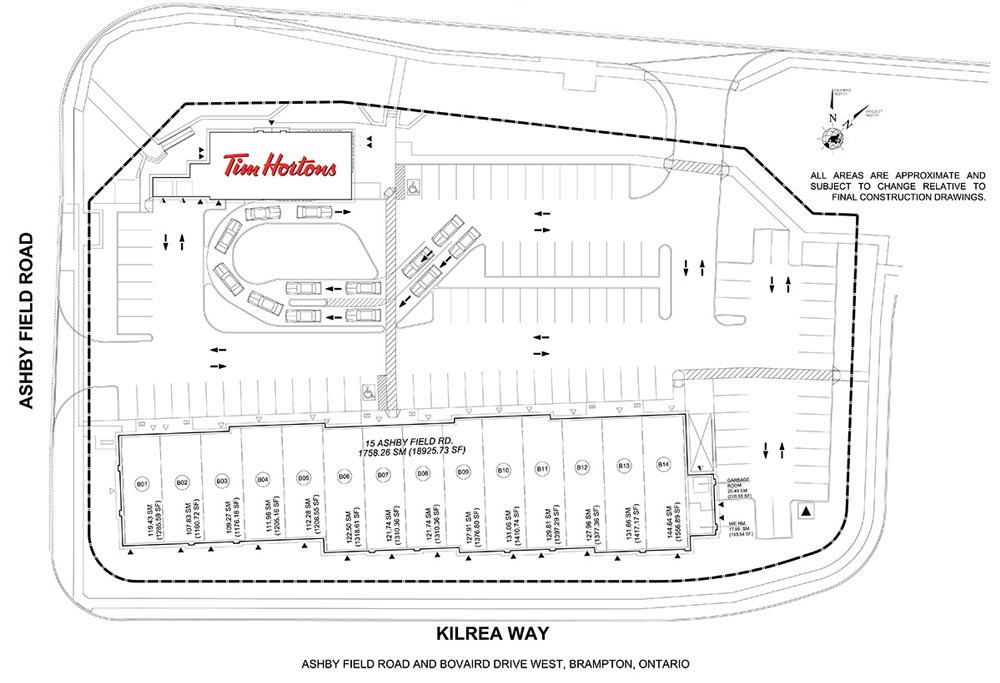 DRAWING
NORTH
PROJECT
NORTH
N
N
Tim Hortons
ALL AREAS ARE APPROXIMATE AND
SUBJECT TO CHANGE RELATIVE TO
FINAL CONSTRUCTION DRAWINGS.
ASHBY FIELD ROAD
15 ASHBY FIELD RD.
1758.26 SM (18925.73 SF)
B01
B02
B03
B04
B05
B06
B07
B08
B09
B10
B11
B12
B13
B14
119.43 SM
(1285.59 SF)
107.83 SM
(1160.72 SF)
109.27 SM
(1176.16 SF)
111.96 SM
(1205.16 SF)
112.28 SM
(1208.55 SF)
122.50 SM
(1318.61 SF)
121.74 SM
(1310.36 SF)
121.74 SM
(1310.36 SF)
127.91 SM
(1376.80 SF)
131.06 SM
(1410.74 SF)
129.81 SM
(1397.29 SF)
127.96 SM
(1377.36 SF)
131.66 SM
(1417.17 SF)
144.64 SM
(1556.89 SF)
GARBAGE
ROOM
20.49 SM
(220.55 SF)
M/E RM.
17.98 SM
(193.54 SF)
KILREA WAY
ASHBY FIELD ROAD AND BOVAIRD DRIVE WEST, BRAMPTON, ONTARIO